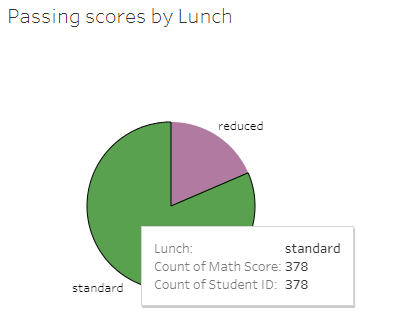 Passing scores by Lunch
reduced
Lunch: standard
Count of Math Score: 378
Count of Student ID: 378
standard